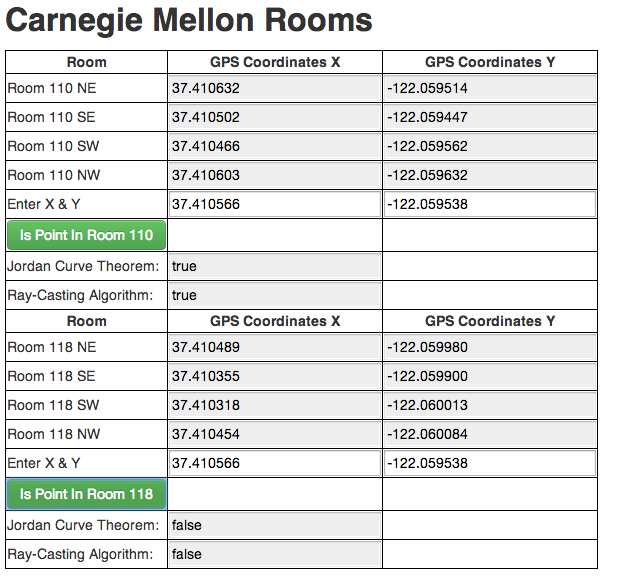 Carnegie Mellon Rooms
Room GPS Coordinates X GPS Coordinates Y
Room 110 NE 37.410632 -122.059514
Room 110 SE 37.410502 -122.059447
Room 110 SW 37.410466 -122.059562
Room 110 NW 37.410603 -122.059632
Enter X & Y 37.410566 -122.059538
Is Point In Room 110
Jordan Curve Theorem: true
Ray-Casting Algorithm: true
Room GPS Coordinates X GPS Coordinates Y
Room 118 NE 37.410489 -122.059980
Room 118 SE 37.410355 -122.059900
Room 118 SW 37.410318 -122.060013
Room 118 NW 37.410454 -122.060084
Enter X & Y 37.410566 -122.059538
Is Point In Room 118
Jordan Curve Theorem: false
Ray-Casting Algorithm: false